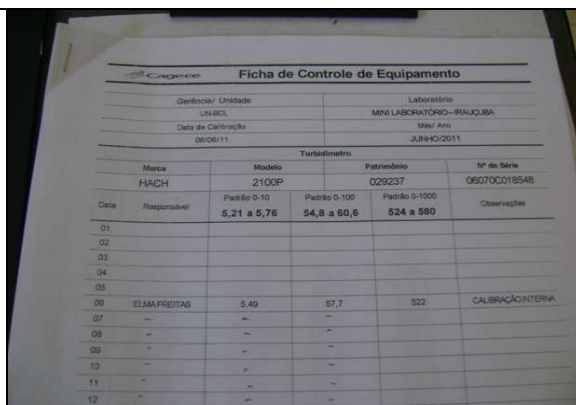 Cagece Ficha de Controle de Equipamento
Gerência/ Unidade Laboratório
UN-BCL MINI LABORATÓRIO-IRAUÇUBA
Data de Calibração Mês/ Ano
06/06/11 JUNHO/2011
Turbidímetro
Marca Modelo Patrimônio Nº de Série
HACH 2100P 029237 06070C018548
Data Responsável Padrão 0-10 Padrão 0-100 Padrão 0-1000 Observações
5,21 a 5,76 54,8 a 60,6 524 a 580
01
02
03
04
05
06 ELMA FREITAS 5,49 57,7 522 CALIBRAÇÃO INTERNA
07 ~ ~ ~
08 ~ ~ ~
09 ~ ~ ~
10 ~ ~ ~
11 ~ ~ ~
12 ~ ~ ~